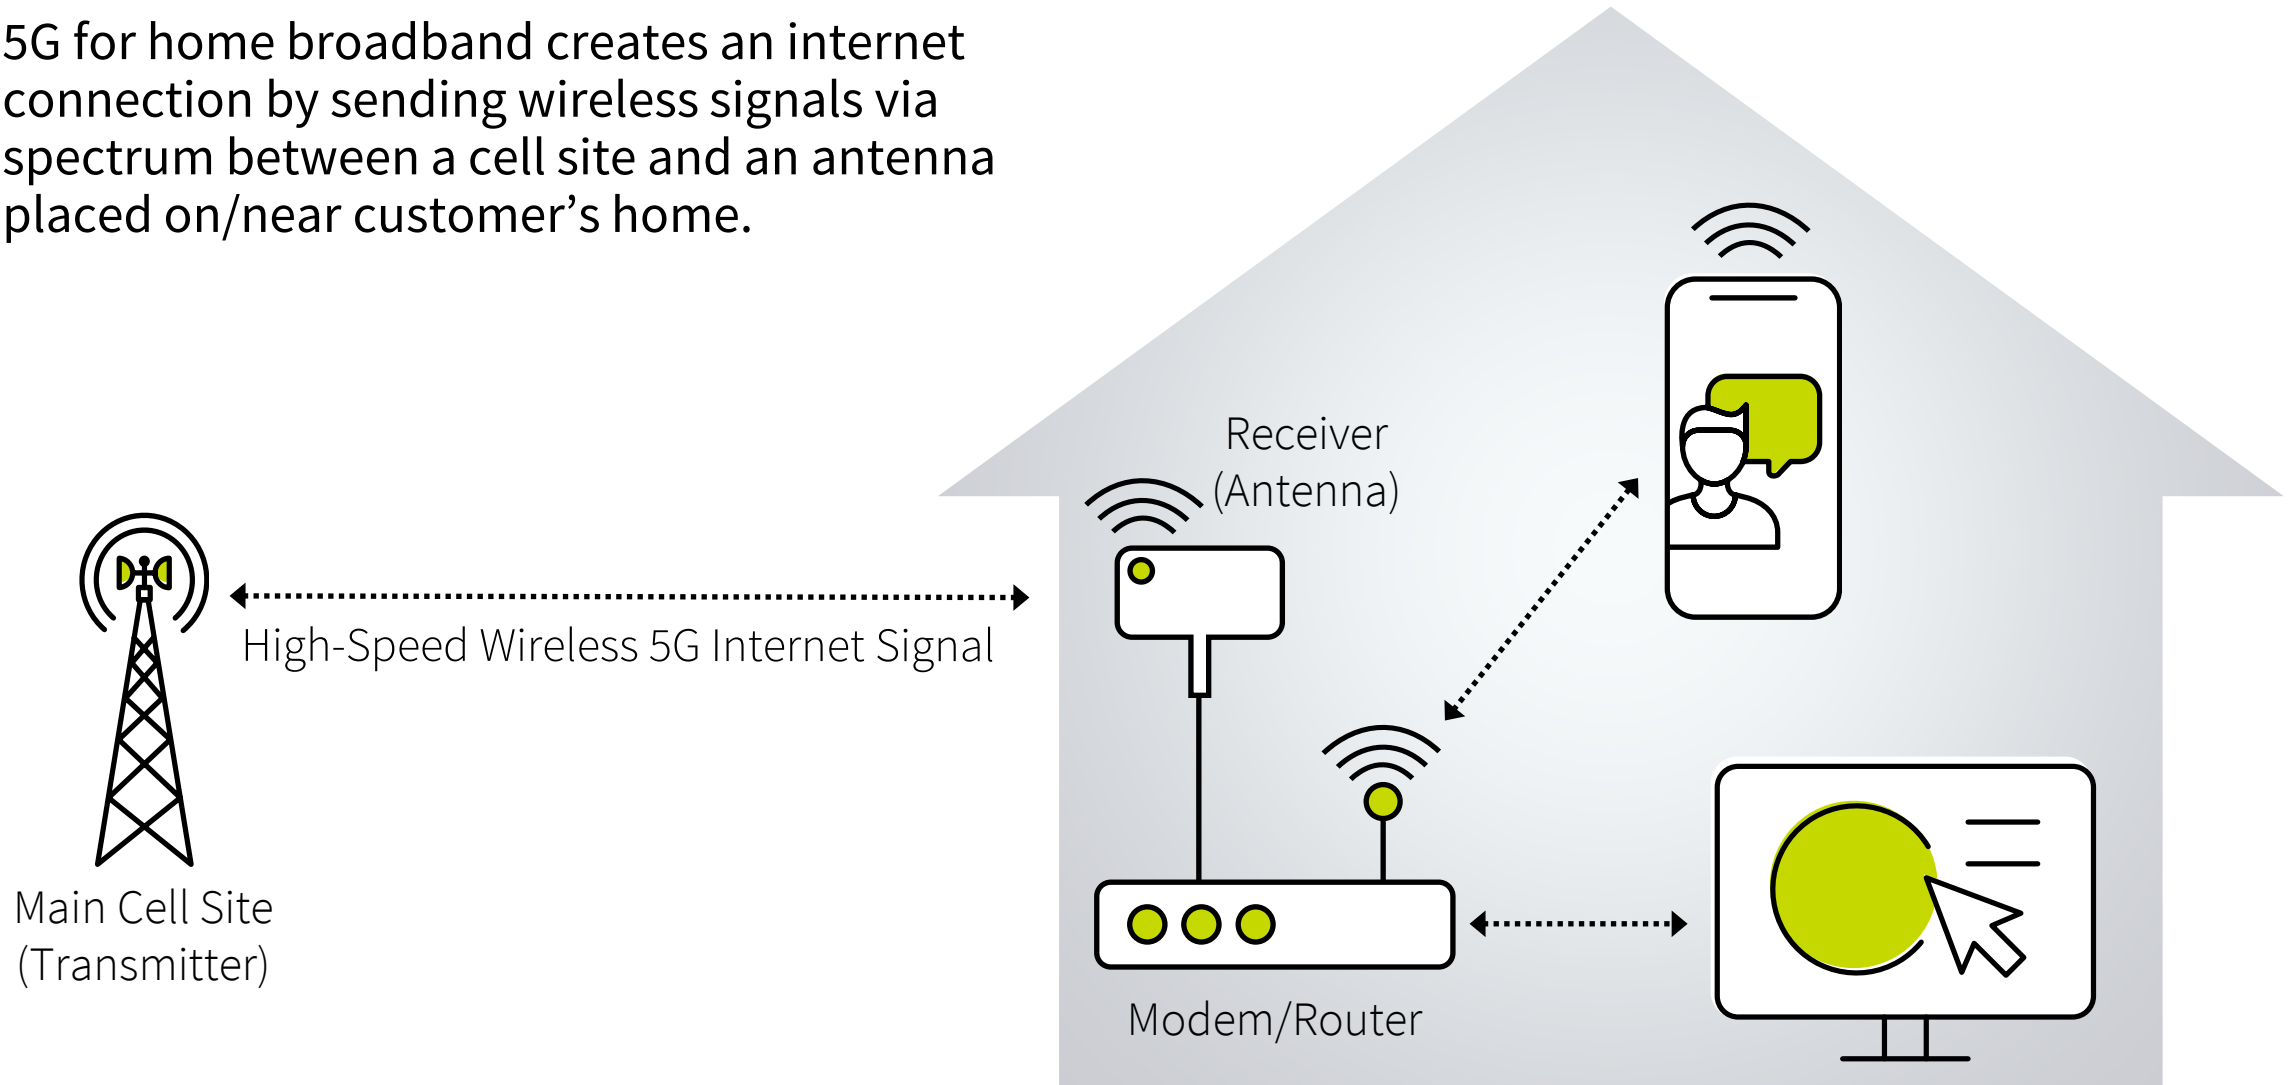 5G for home broadband creates an internet
connection by sending wireless signals via
spectrum between a cell site and an antenna
placed on/near customer’s home.
Receiver
(Antenna)
High-Speed Wireless 5G Internet Signal
Main Cell Site
(Transmitter)
Modem/Router